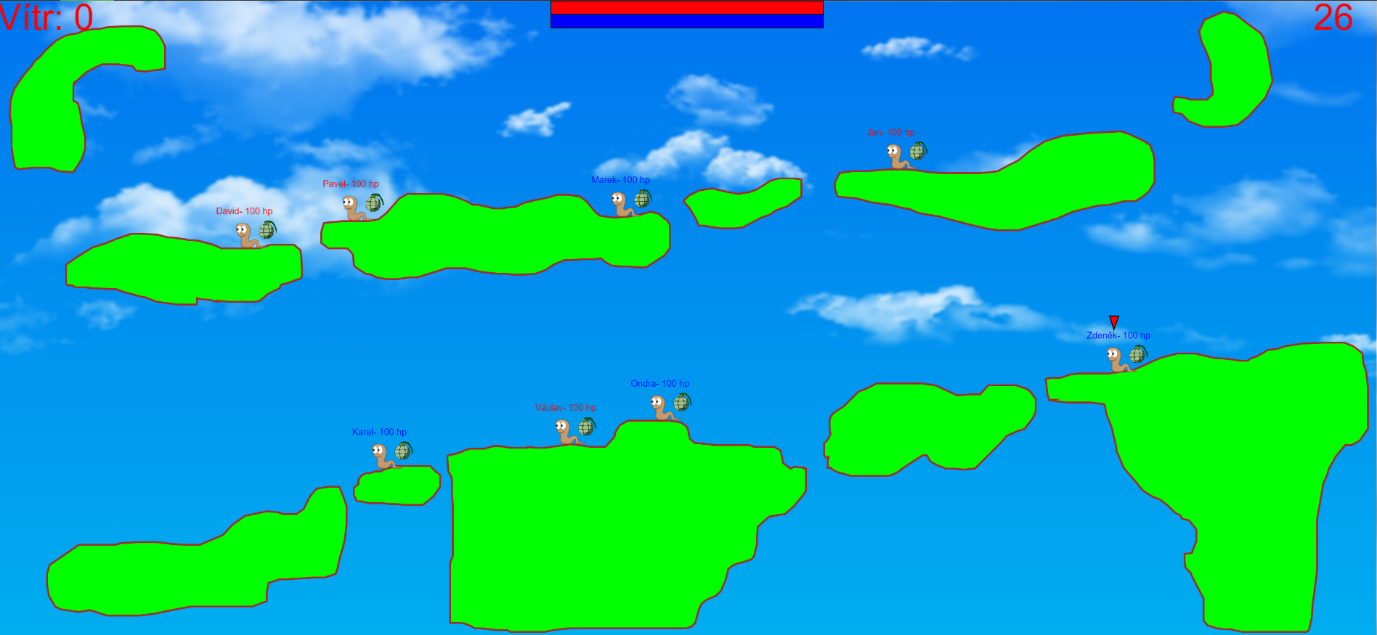 Vítr: 0
26
Jan- 100 hp
Marek- 100 hp
Pavel- 100 hp
David- 100 hp
Zdeněk- 100 hp
Ondra- 100 hp
Václav- 100 hp
Karel- 100 hp